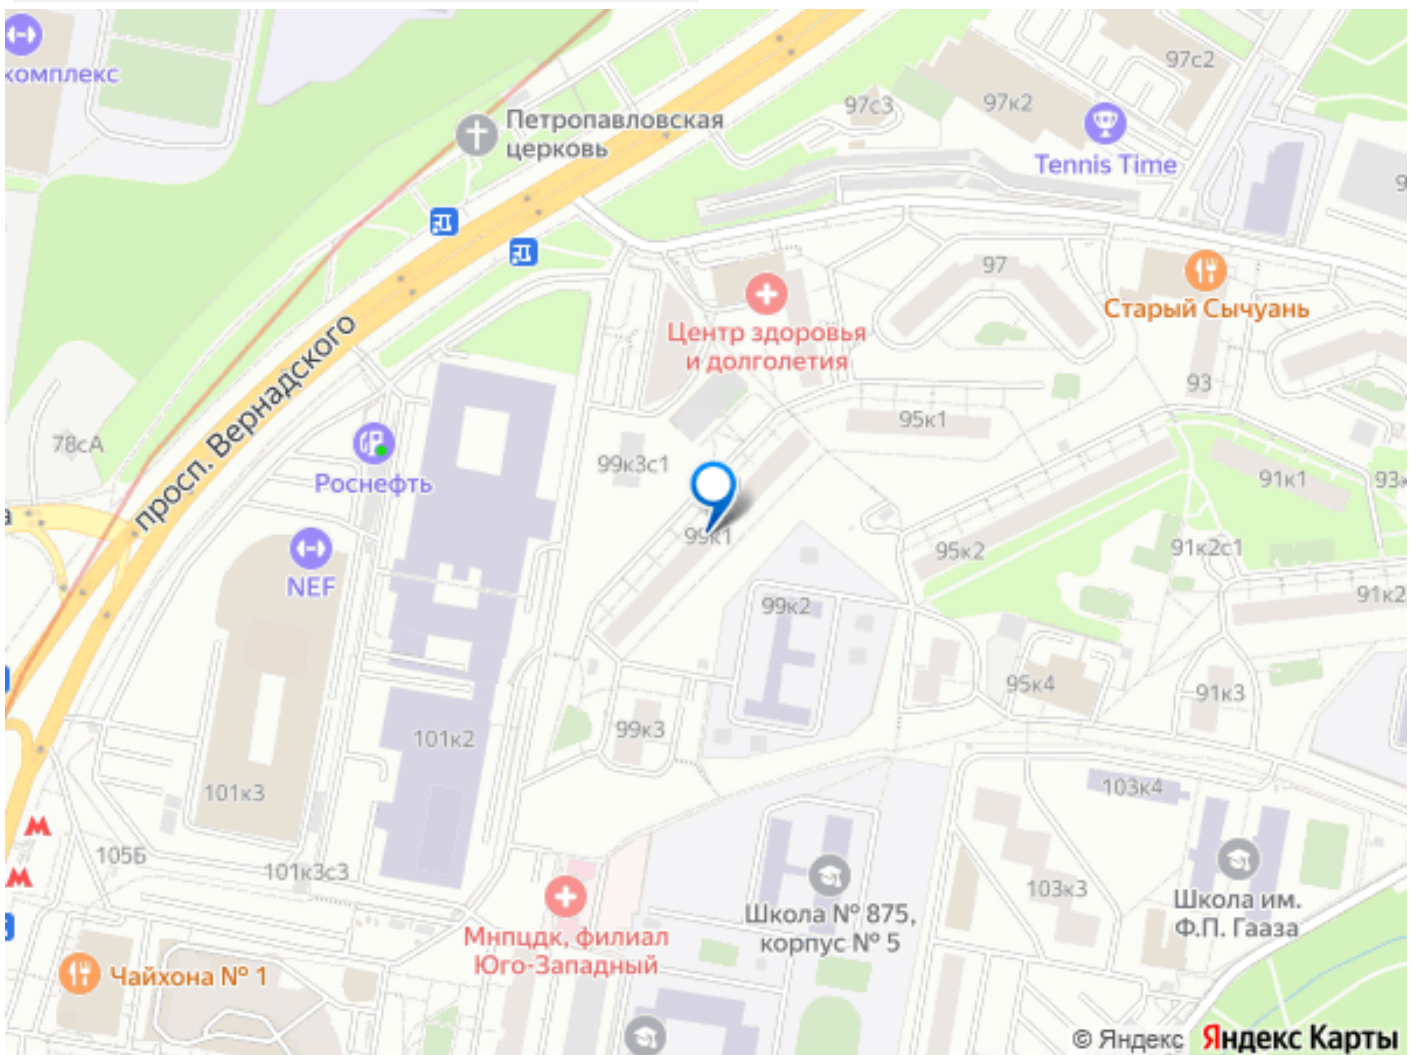 комплекс
Петропавловская
церковь
97с2
97с3
97к2
Tennis Time
97
Старый Сычуань
Центр здоровья
и долголетия
93
95к1
просп. Вернадского
78сА
Роснефть
99к3с1
91к1
99к1
95к2
91к2с1
NEF
99к2
91к2
95к4
91к3
99к3
101к2
101к3
103к4
105Б
101к3с3
Школа № 875,
корпус № 5
103к3
Школа им.
Ф.П. Гааза
Мнпцдк, филиал
Юго-Западный
Чайхона № 1
© Яндекс Яндекс Карты